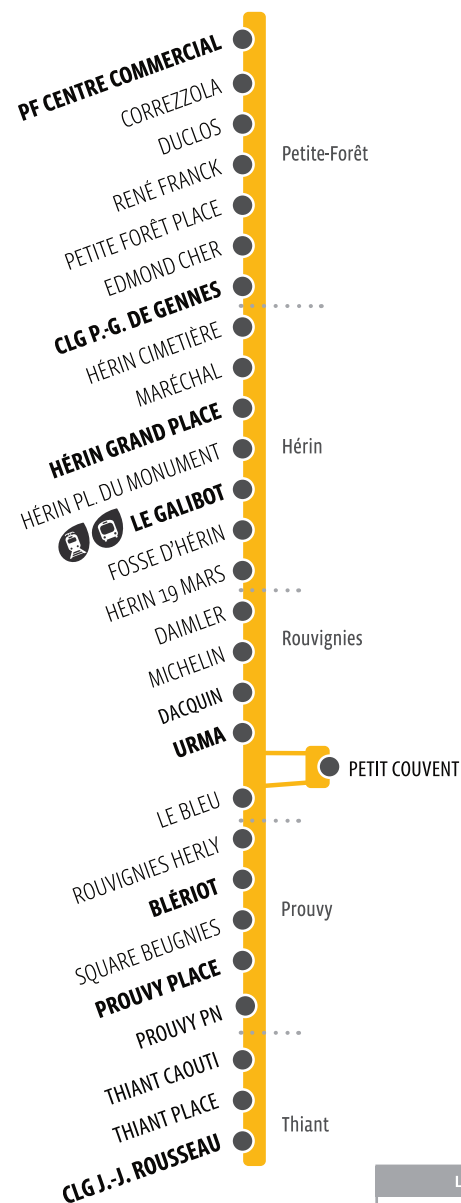 PF CENTRE COMMERCIAL
CORREZZOLA
DUCLOS
Petite-Forêt
RENÉ FRANCK
PETITE FORÊT PLACE
EDMOND CHER
CLG P.-G. DE GENNES
HÉRIN CIMETIÈRE
MARÉCHAL
HÉRIN GRAND PLACE
Hérin
HÉRIN PL. DU MONUMENT
LE GALIBOT
FOSSE D'HÉRIN
HÉRIN 19 MARS
DAIMLER
Rouvignies
MICHELIN
DACQUIN
URMA
PETIT COUVENT
LE BLEU
ROUVIGNIES HERLY
BLÉRIOT
Prouvy
SQUARE BEUGNIES
PROUVY PLACE
PROUVY PN
THIANT CAOUTI
THIANT PLACE
Thiant
CLG J.-J. ROUSSEAU
L